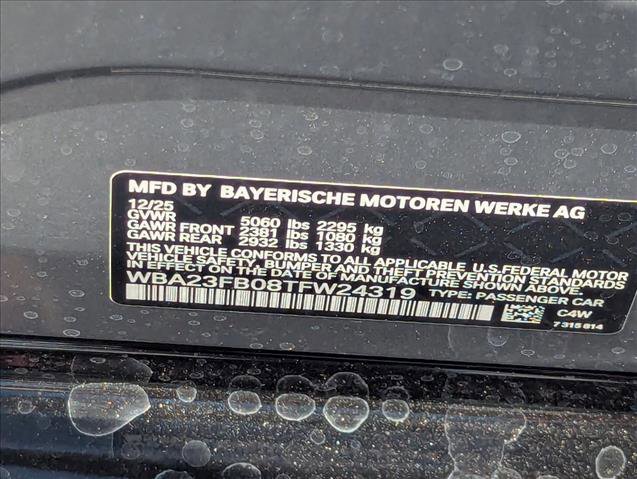 MFD BY BAYERISCHE MOTOREN WERKE AG
12/25
GVWR 5060 lbs 2295 kg
GAWR FRONT 2381 lbs 1080 kg
GAWR REAR 2932 lbs 1330 kg
THIS VEHICLE CONFORMS TO ALL APPLICABLE U.S.FEDERAL MOTOR
VEHICLE SAFETY AND THEFT PREVENTION STANDARDS
IN EFFECT ON THE DATE OF MANUFACTURE SHOWN ABOVE.
WBA23FB08TFW24319 TYPE: PASSENGER CAR
C4W
7 315 814